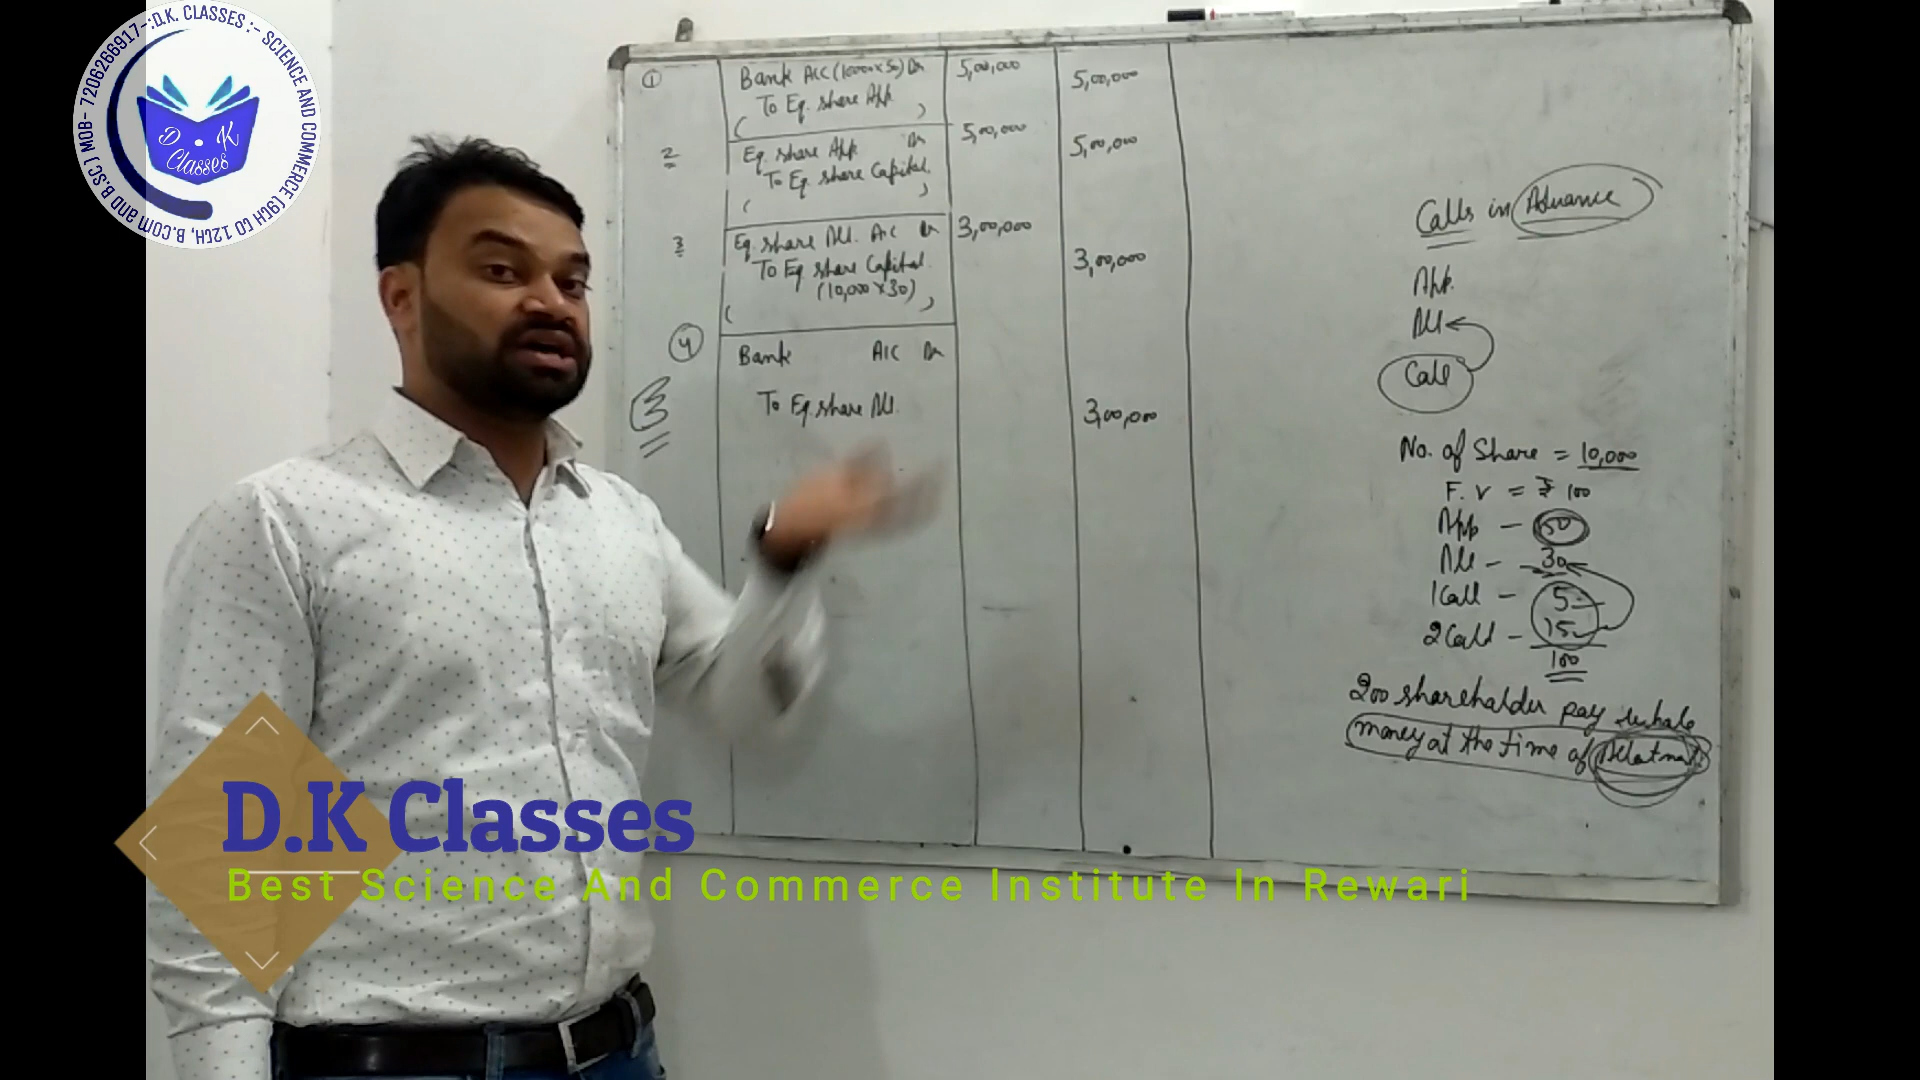 MOB- 7206266917-:D.K. CLASSES :- SCIENCE AND COMMERCE (9TH to 12TH, B.com and B.SC.)
D . K
Classes
① Bank A/C (10000×50) Dr 5,00,000
To Eq. share App. 5,00,000
( )
2 Eq. share App Dr 5,00,000
To Eq. share Capital. 5,00,000
( )
3 Eq. share All. A/C Dr 3,00,000
To Eq share Capital. 3,00,000
(10,000×30)
( )
④ Bank A/C Dr
To Eq. share All. 3,00,000
Calls in Advance
App.
All
Call
No. of Share = 10,000
F.V = ₹ 100
App - 50
All - 30
1 Call - 5
2 Call - 15
100
200 shareholder pay whole
money at the time of
D.K Classes
Best Science And Commerce Institute In Rewari